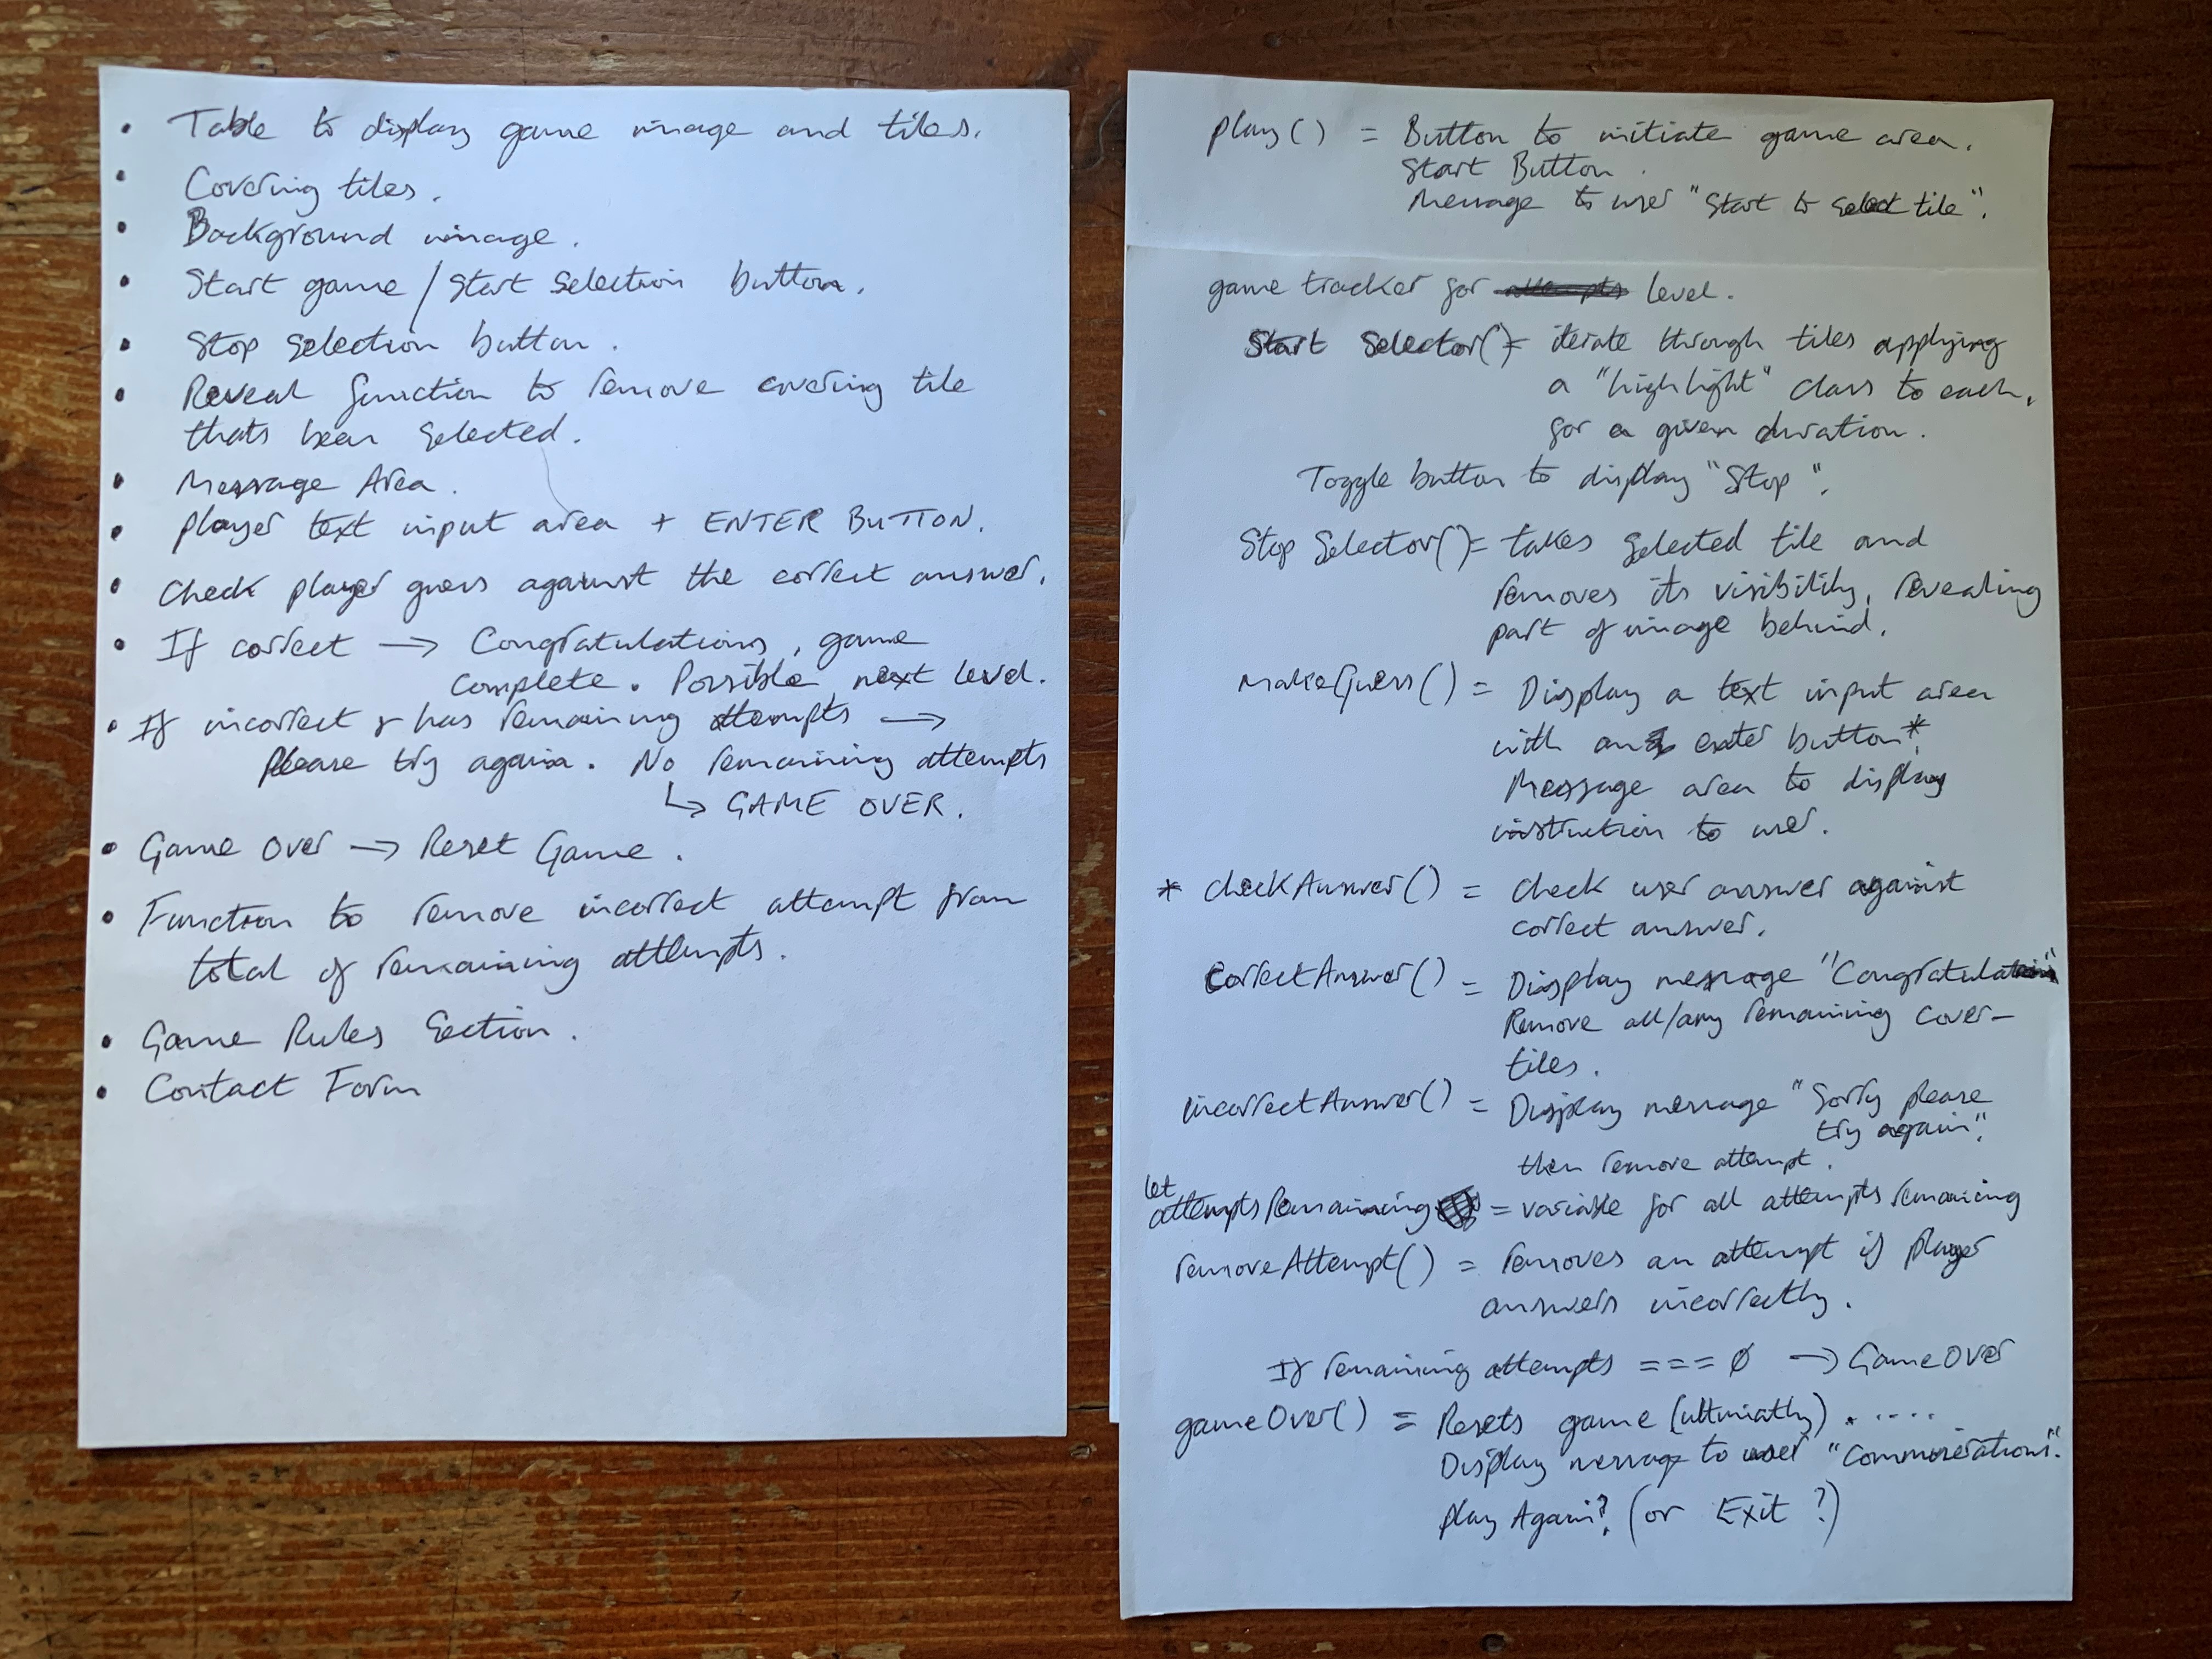 • Table to display game image and tiles.
• Covering tiles.
• Background image.
• Start game / Start Selection button.
• Stop Selection button.
• Reveal function to remove covering tile
thats been selected.
• Message Area.
• player text input area + ENTER BUTTON.
• Check player guess against the correct answer.
• If correct → Congratulations, game
complete. Possible next level.
• If incorrect & has remaining attempts →
Please try again. No remaining attempts
↳ GAME OVER.
• Game Over → Reset Game.
• Function to remove incorrect attempt from
total of remaining attempts.
• Game Rules Section.
• Contact Form
play() = Button to initiate game area.
Start Button.
Message to user "Start to select tile".
game tracker for attempts level.
Start Selector() = iterate through tiles applying
a "highlight" class to each,
for a given duration.
Toggle button to display "Stop".
Stop Selector() = takes selected tile and
removes its visibility, revealing
part of image behind.
makeGuess() = Display a text input area
with an enter button*.
Message area to display
instruction to user.
* checkAnswer() = check user answer against
correct answer.
CorrectAnswer() = Display message "Congratulations"
Remove all/any remaining cover-
tiles.
incorrectAnswer() = Display message "Sorry please
try again".
then remove attempt.
let
attemptsRemaining = variable for all attempts remaining
removeAttempt() = removes an attempt if player
answers incorrectly.
If remaining attempts === 0 → GameOver
gameOver() = Resets game (ultimatly) . ....
Display message to user "Commiserations".
Play Again? (or Exit ?)